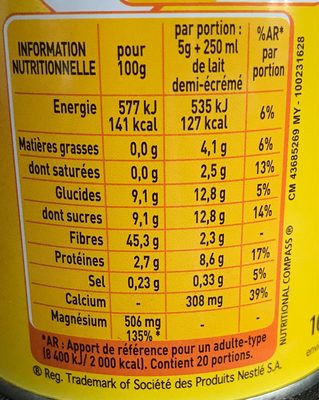 INFORMATION NUTRITIONNELLE pour 100g par portion : 5g + 250 ml de lait demi-écrémé %AR* par portion
Energie 577 kJ 141 kcal 535 kJ 127 kcal 6%
Matières grasses 0,0 g 4,1 g 6%
dont saturées 0,0 g 2,5 g 13%
Glucides 9,1 g 12,8 g 5%
dont sucres 9,1 g 12,8 g 14%
Fibres 45,3 g 2,3 g -
Protéines 2,7 g 8,6 g 17%
Sel 0,23 g 0,33 g 5%
Calcium - 308 mg 39%
Magnésium 506 mg 135%* - -
*AR : Apport de référence pour un adulte-type
(8 400 kJ/ 2 000 kcal). Contient 20 portions.
® Reg. Trademark of Société des Produits Nestlé S.A.
CM 43685269 MY - 100231628
NUTRITIONAL COMPASS ®